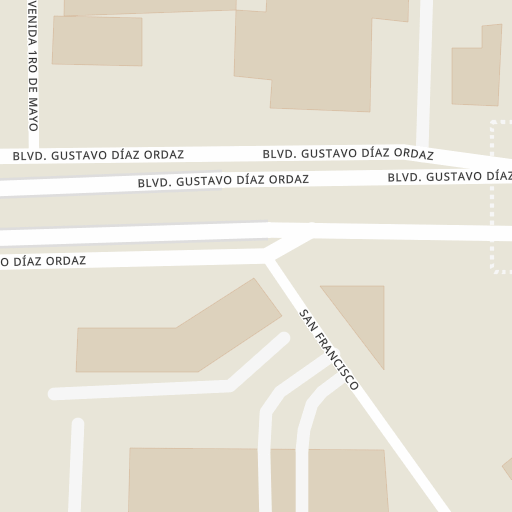 VENIDA 1RO DE MAYO
BLVD. GUSTAVO DÍAZ ORDAZ
BLVD. GUSTAVO DÍAZ ORDAZ
BLVD. GUSTAVO DÍAZ ORDAZ
BLVD. GUSTAVO DÍAZ
O DÍAZ ORDAZ
SAN FRANCISCO